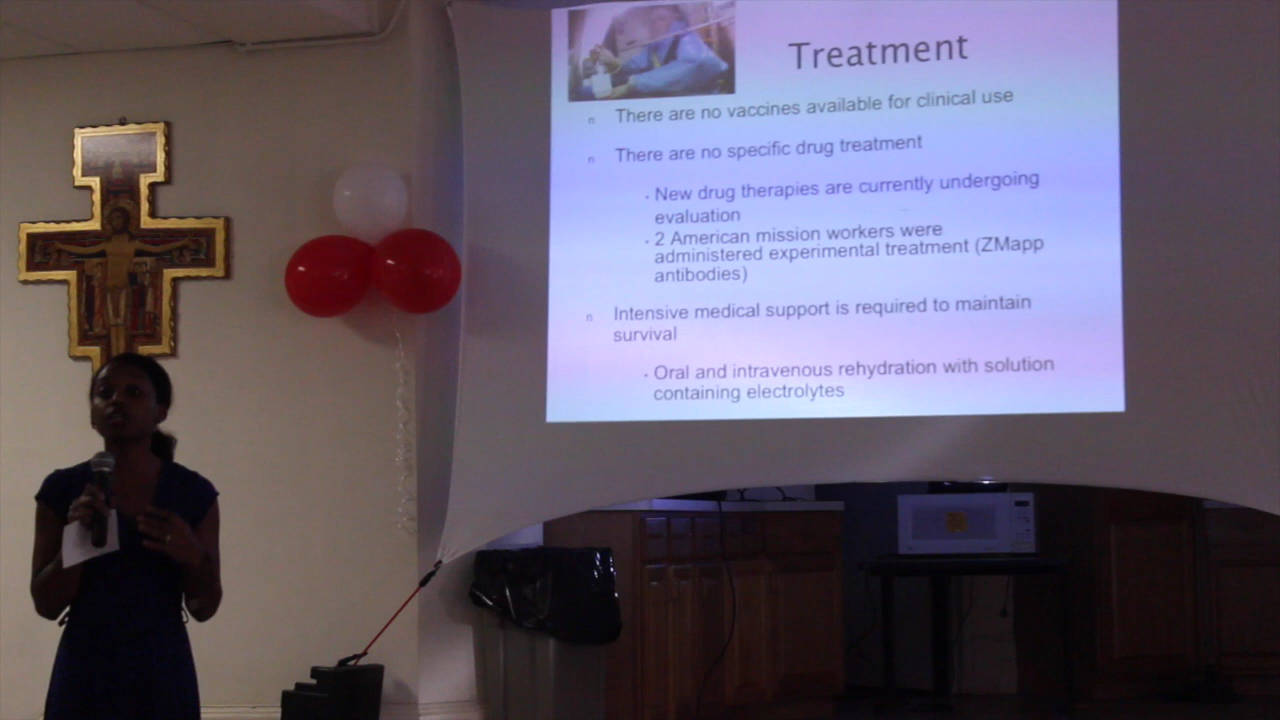 Treatment
n There are no vaccines available for clinical use
n There are no specific drug treatment
- New drug therapies are currently undergoing
evaluation
- 2 American mission workers were
administered experimental treatment (ZMapp
antibodies)
n Intensive medical support is required to maintain
survival
- Oral and intravenous rehydration with solution
containing electrolytes